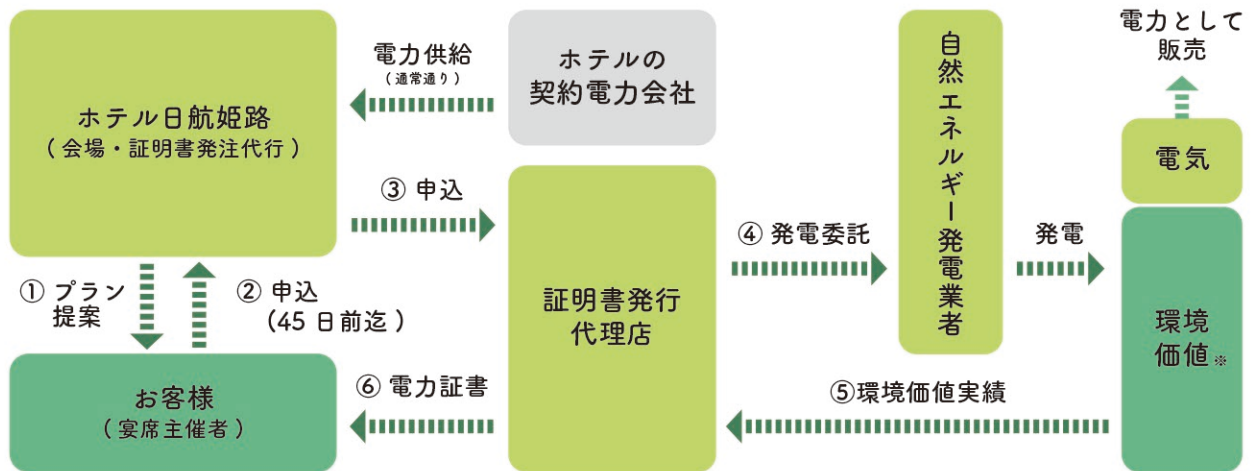 ホテル日航姫路
（会場・証明書発注代行）
電力供給
（通常通り）
ホテルの
契約電力会社
自然エネルギー発電業者
電力として
販売
電気
③ 申込
④ 発電委託
発電
① プラン
提案
② 申込
(45 日前迄 )
証明書発行
代理店
環境
価値※
お客様
（宴席主催者）
⑥ 電力証書
⑤環境価値実績